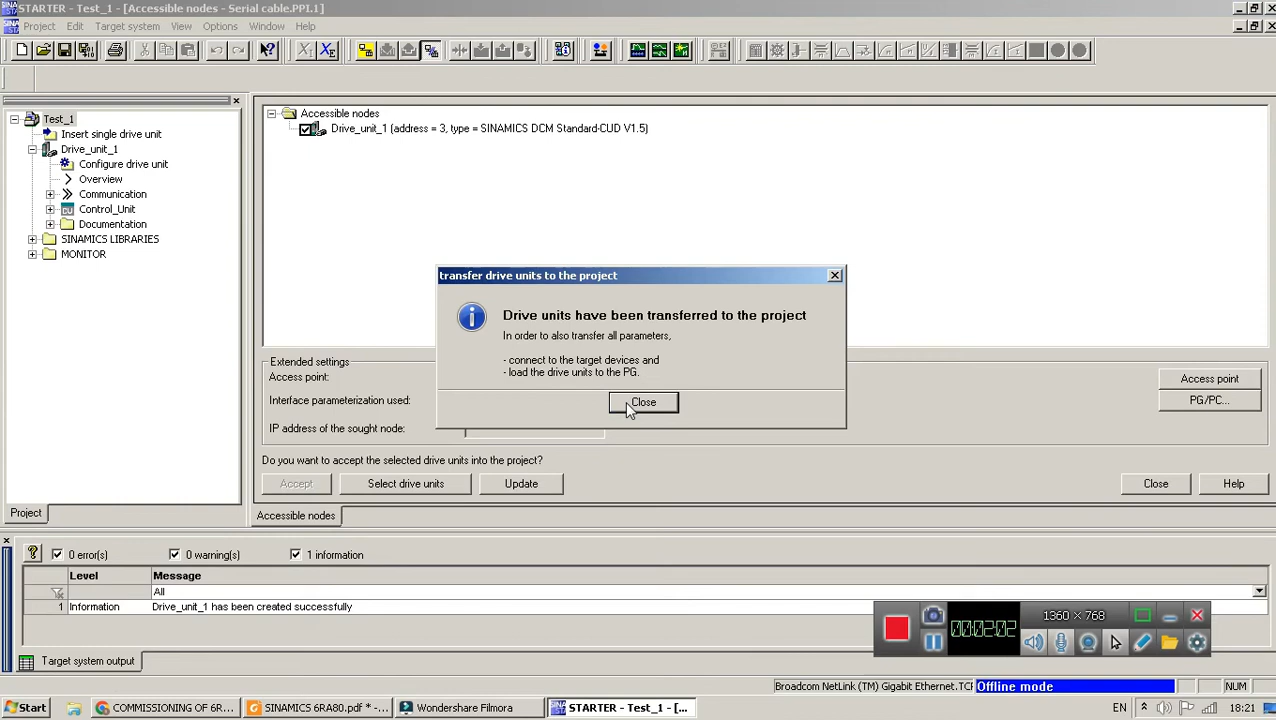 STARTER - Test_1 - [Accessible nodes - Serial cable.PPI.1]
Project Edit Target system View Options Window Help
Test_1
Insert single drive unit
Drive_unit_1
Configure drive unit
Overview
Communication
Control_Unit
Documentation
SINAMICS LIBRARIES
MONITOR
Project
Accessible nodes
Drive_unit_1 (address = 3, type = SINAMICS DCM Standard-CUD V1.5)
transfer drive units to the project
Drive units have been transferred to the project
In order to also transfer all parameters,
- connect to the target devices and
- load the drive units to the PG.
Close
Extended settings
Access point:
Interface parameterization used:
IP address of the sought node:
Access point
PG/PC...
Do you want to accept the selected drive units into the project?
Accept Select drive units Update Close Help
Accessible nodes
0 error(s) 0 warning(s) 1 information
Level Message
All
1 Information Drive_unit_1 has been created successfully
Target system output
1360 × 768
00:02:02
Broadcom NetLink (TM) Gigabit Ethernet.TCP Offline mode NUM
Start COMMISSIONING OF 6R... SINAMICS 6RA80.pdf * -... Wondershare Filmora STARTER - Test_1 - [... EN 18:21